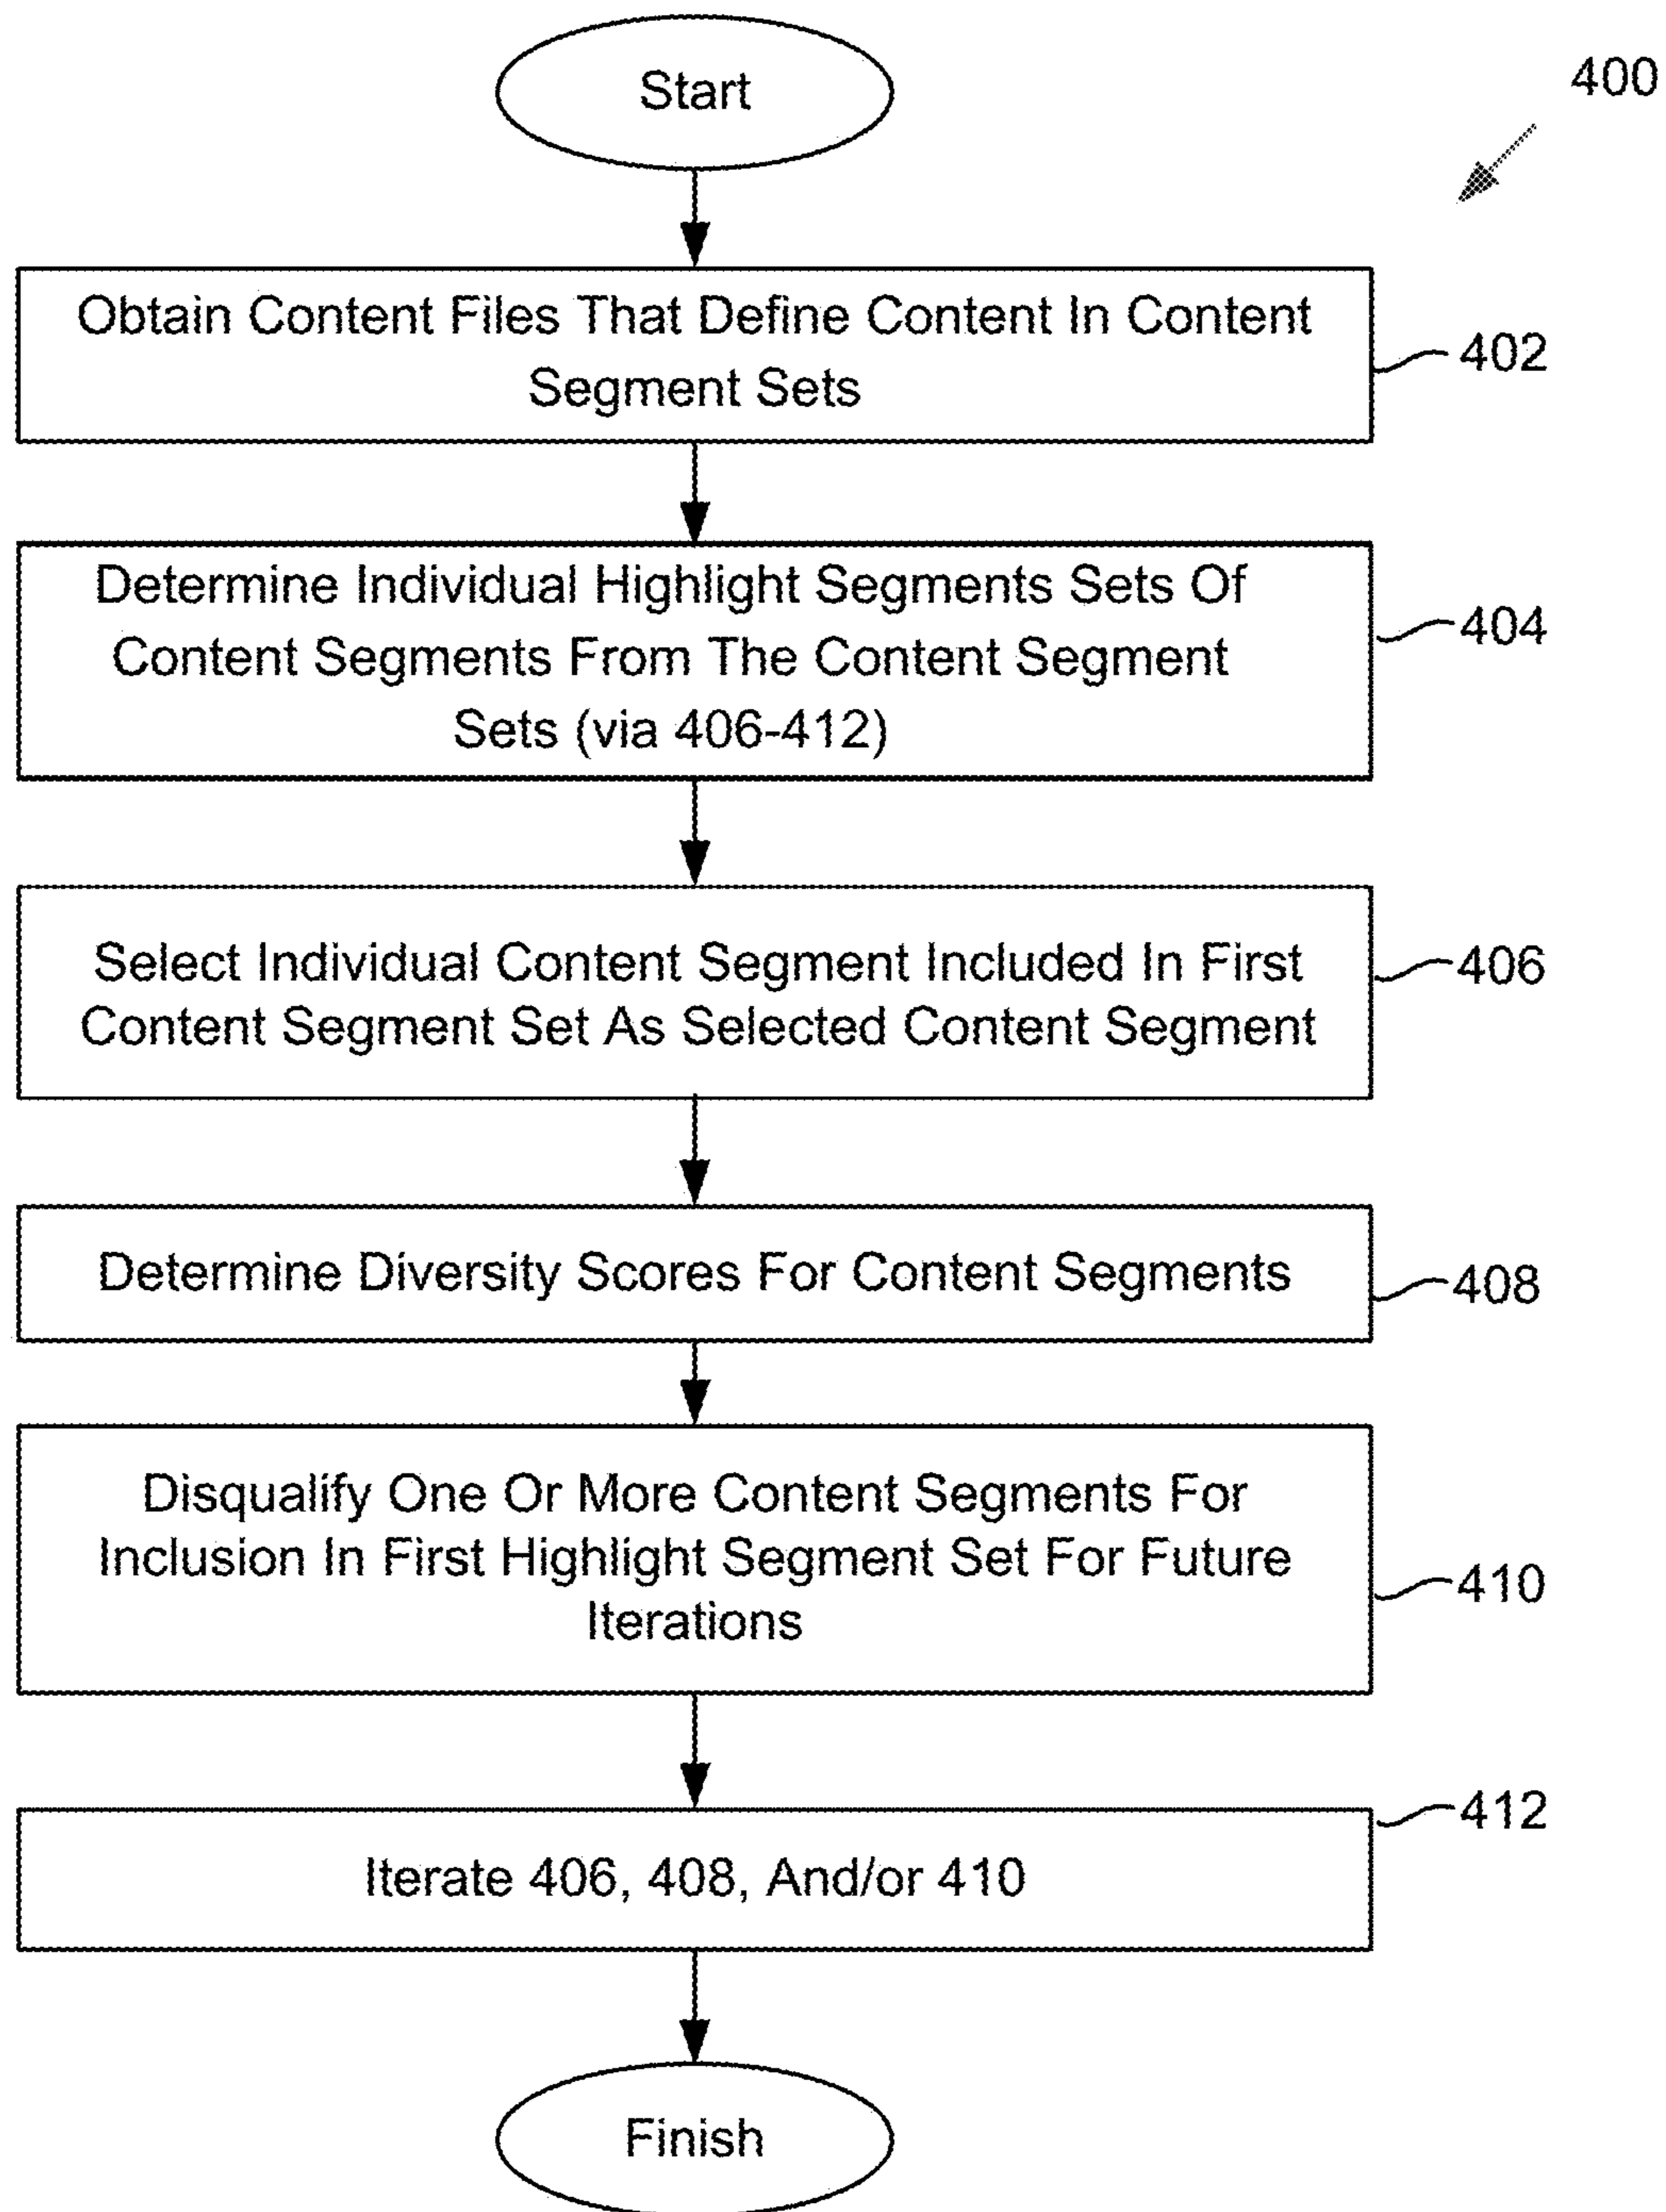 Start
400
Obtain Content Files That Define Content In Content
Segment Sets
402
Determine Individual Highlight Segments Sets Of
Content Segments From The Content Segment
Sets (via 406-412)
404
Select Individual Content Segment Included In First
Content Segment Set As Selected Content Segment
406
Determine Diversity Scores For Content Segments
408
Disqualify One Or More Content Segments For
Inclusion In First Highlight Segment Set For Future
Iterations
410
Iterate 406, 408, And/or 410
412
Finish